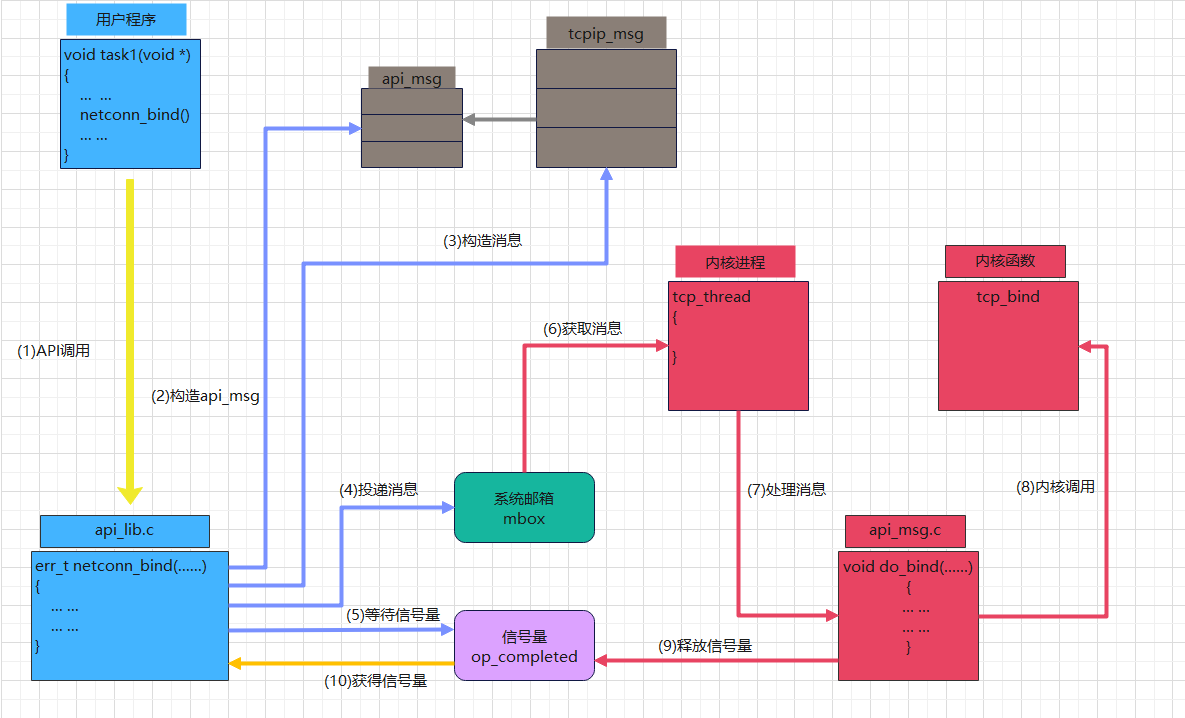 用户程序
void task1(void *)
{
... ...
netconn_bind()
... ...
}
api_msg
tcpip_msg
(3)构造消息
(1)API调用
(2)构造api_msg
内核进程
tcp_thread
{
}
内核函数
tcp_bind
(6)获取消息
(4)投递消息
系统邮箱
mbox
(7)处理消息
(8)内核调用
api_lib.c
err_t netconn_bind(......)
{
... ...
... ...
}
(5)等待信号量
信号量
op_completed
(10)获得信号量
(9)释放信号量
api_msg.c
void do_bind(......)
{
... ...
... ...
}